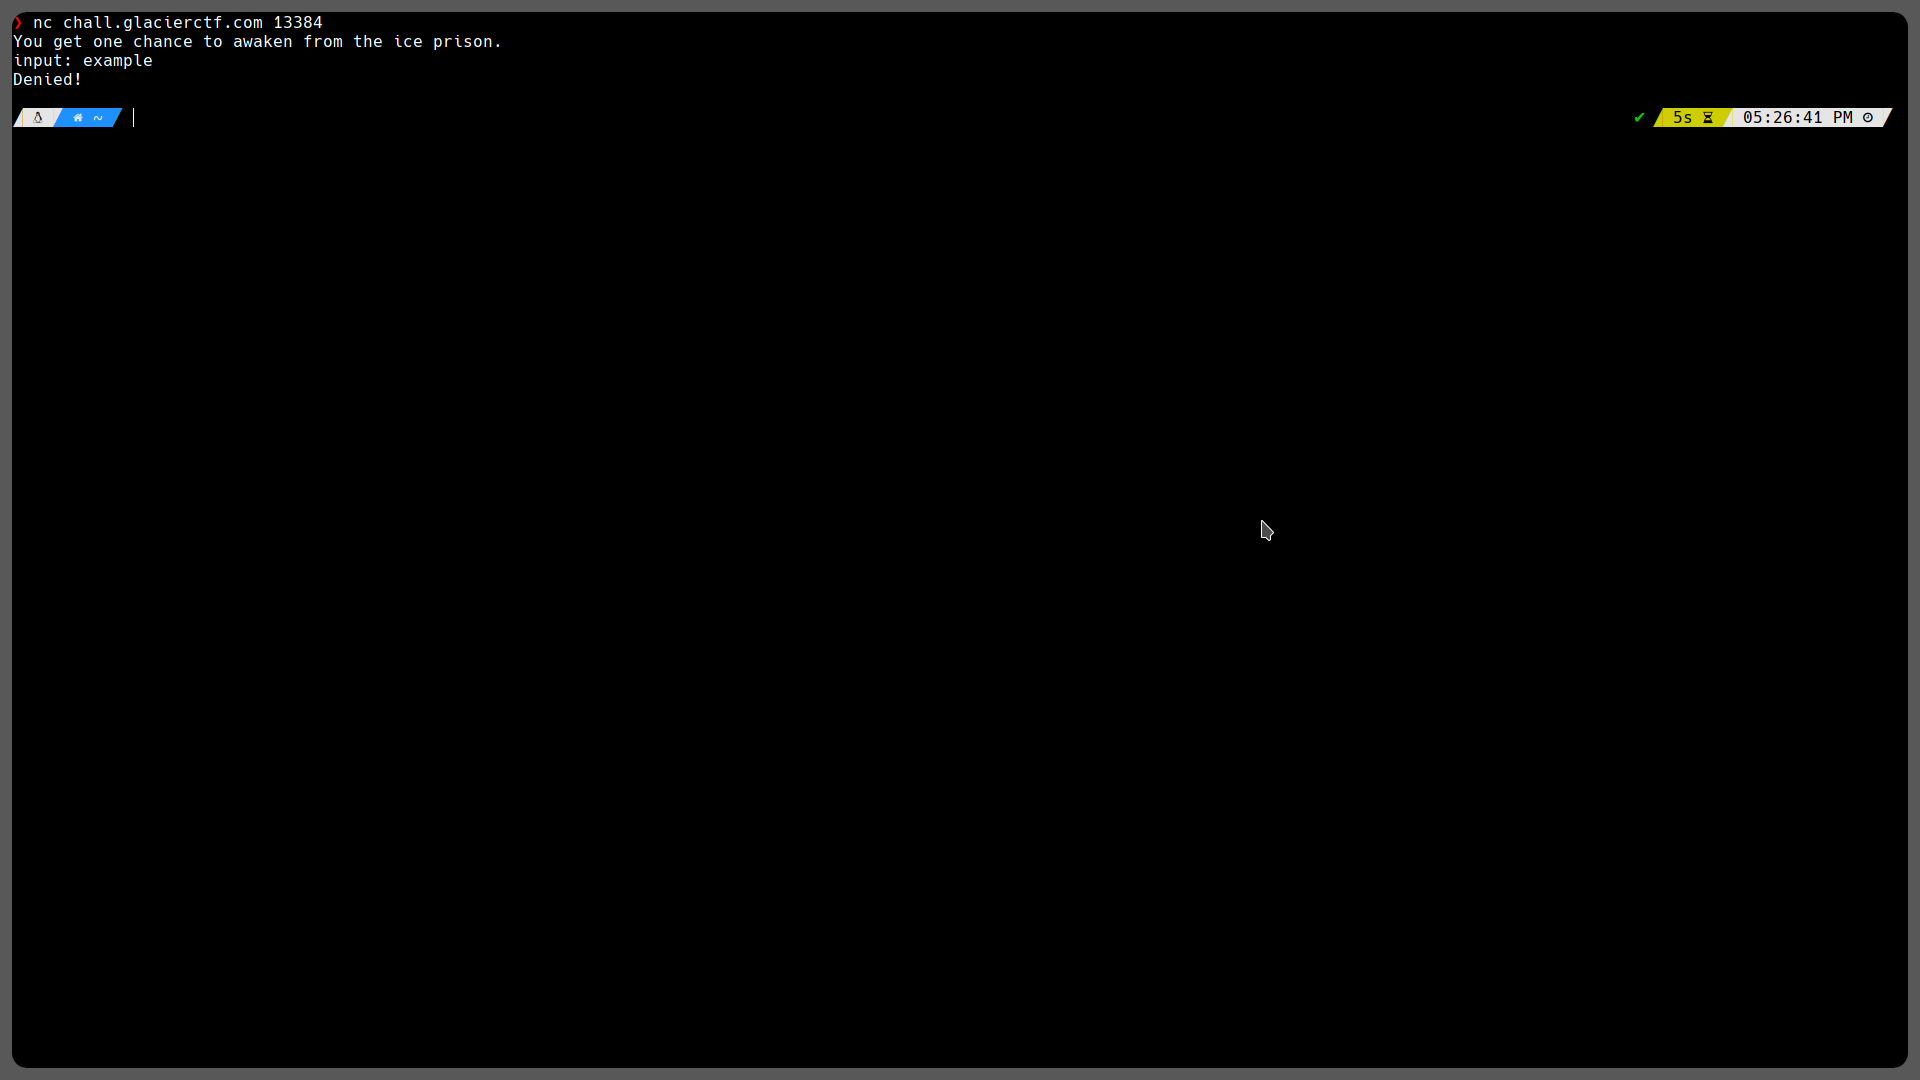 ❯ nc chall.glacierctf.com 13384
You get one chance to awaken from the ice prison.
input: example
Denied!
~ ✔ 5s 05:26:41 PM